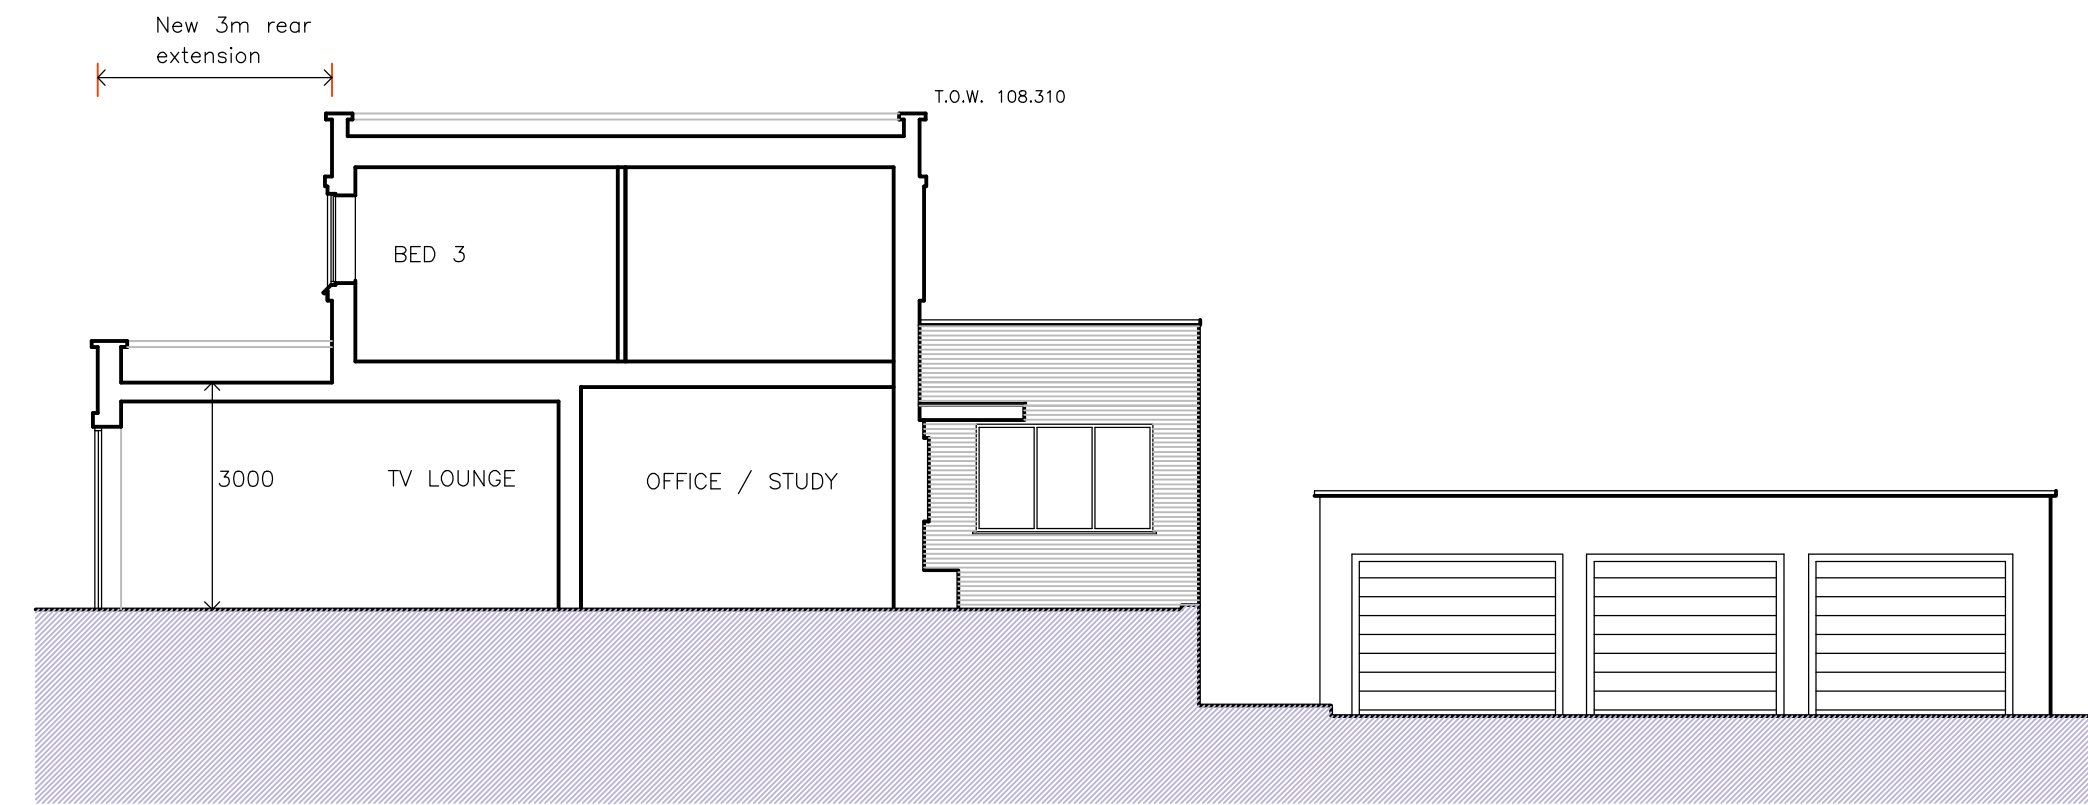 New 3m rear
extension
T.O.W. 108.310
BED 3
3000
TV LOUNGE
OFFICE / STUDY